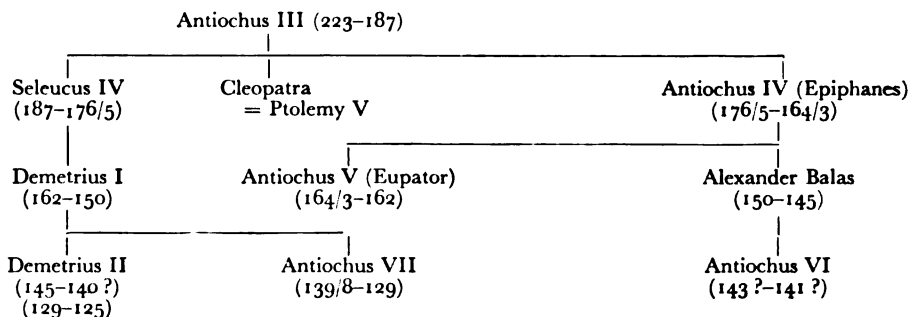 Antiochus III (223–187)
Seleucus IV Cleopatra Antiochus IV (Epiphanes)
(187–176/5) = Ptolemy V (176/5–164/3)
Demetrius I Antiochus V (Eupator) Alexander Balas
(162–150) (164/3–162) (150–145)
Demetrius II Antiochus VII Antiochus VI
(145–140 ?) (139/8–129) (143 ?–141 ?)
(129–125)